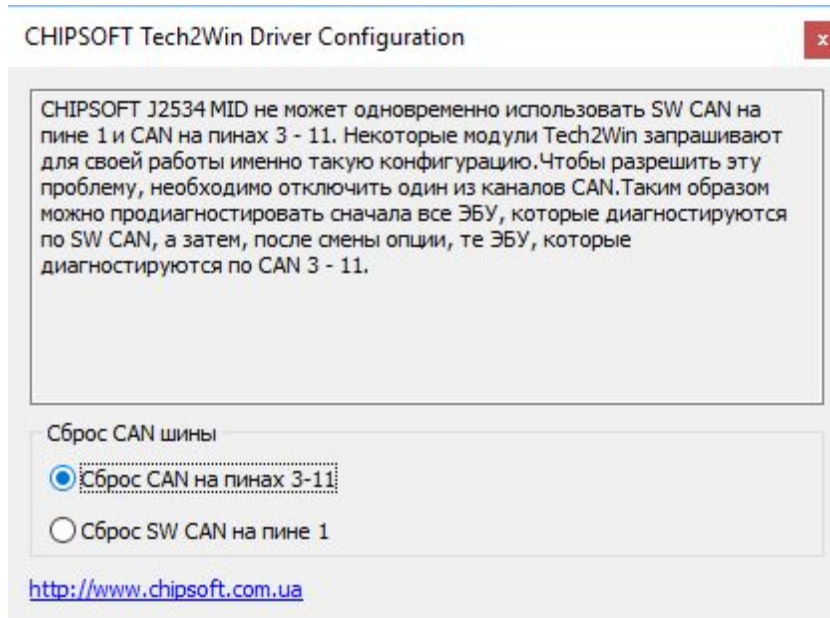 CHIPSOFT Tech2Win Driver Configuration
x
CHIPSOFT J2534 MID не может одновременно использовать SW CAN на
пине 1 и CAN на пинах 3 - 11. Некоторые модули Tech2Win запрашивают
для своей работы именно такую конфигурацию.Чтобы разрешить эту
проблему, необходимо отключить один из каналов CAN.Таким образом
можно продиагностировать сначала все ЭБУ, которые диагностируются
по SW CAN, а затем, после смены опции, те ЭБУ, которые
диагностируются по CAN 3 - 11.
Сброс CAN шины
Сброс CAN на пинах 3-11
Сброс SW CAN на пине 1
http://www.chipsoft.com.ua